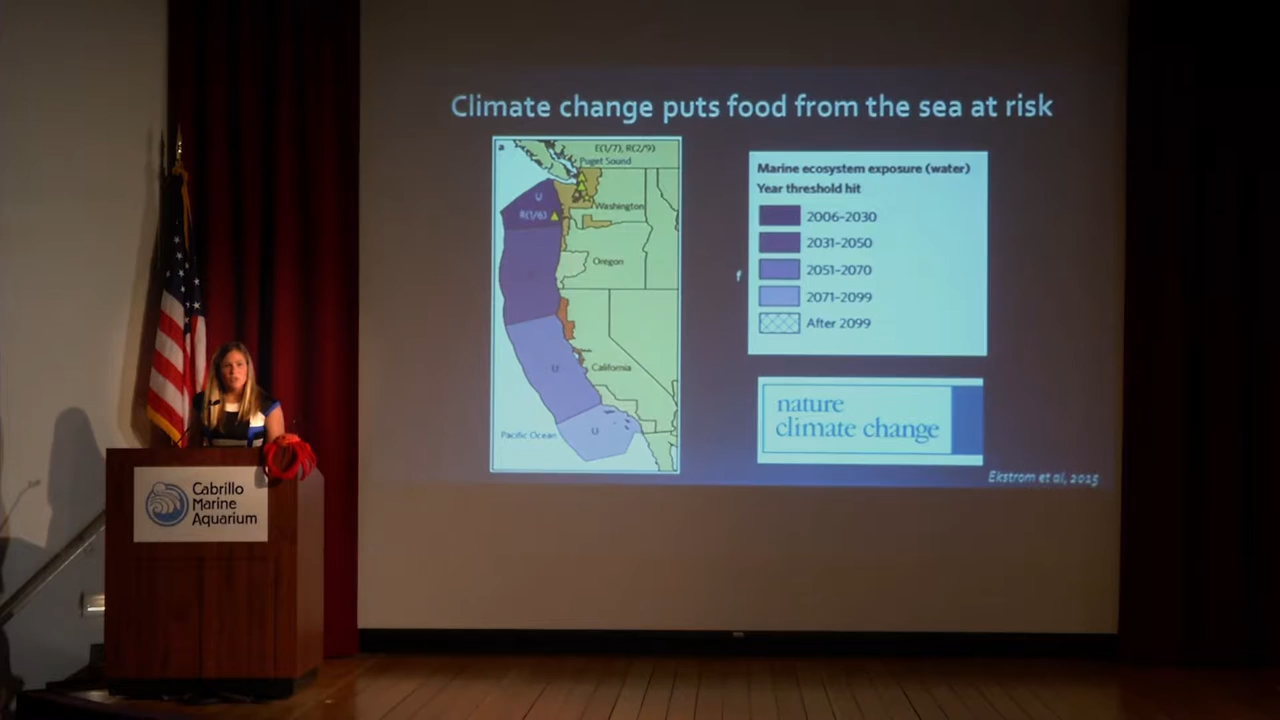 Climate change puts food from the sea at risk
a
E(1/7), R(2/9)
Puget Sound
U
R(1/6)
Washington
Oregon
U
California
Pacific Ocean
U
Marine ecosystem exposure (water)
Year threshold hit
2006–2030
2031–2050
f
2051–2070
2071–2099
After 2099
nature
climate change
Ekstrom et al, 2015
Cabrillo
Marine
Aquarium